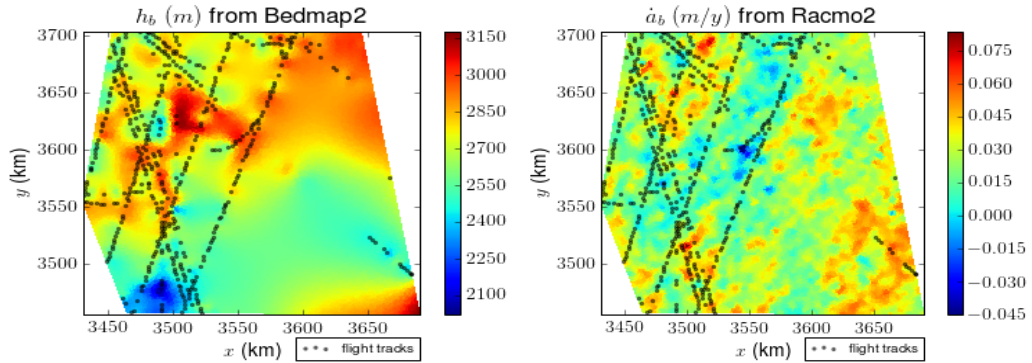 h_b (m) from Bedmap2
3700
3650
3600
3550
3500
y (km)
3450 3500 3550 3600 3650
x (km)
flight tracks
3150
3000
2850
2700
2550
2400
2250
2100
ȧ_b (m/y) from Racmo2
3700
3650
3600
3550
3500
y (km)
3450 3500 3550 3600 3650
x (km)
flight tracks
0.075
0.060
0.045
0.030
0.015
0.000
−0.015
−0.030
−0.045